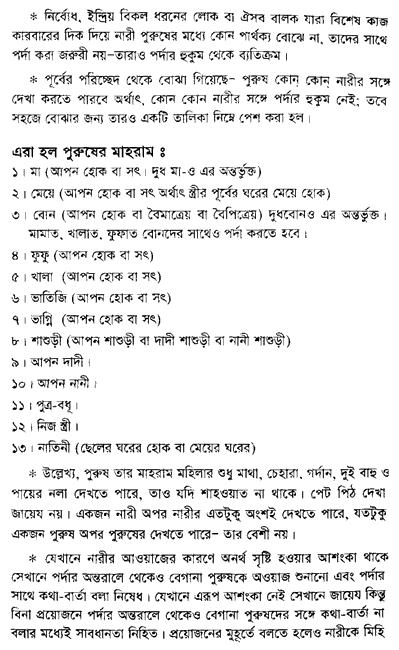 * নির্বোধ, ইন্দ্রিয় বিকল ধরনের লোক বা ঐসব বালক যারা বিশেষ কাজ
কারবারের দিক দিয়ে নারী পুরুষের মধ্যে কোন পার্থক্য বোঝে না, তাদের সাথে
পর্দা করা জরুরী নয়–তারাও পর্দার হুকুম থেকে ব্যতিক্রম।
* পূর্বের পরিচ্ছেদ থেকে বোঝা গিয়েছে– পুরুষ কোন্ কোন্ নারীর সঙ্গে
দেখা করতে পারবে অর্থাৎ, কোন কোন নারীর সঙ্গে পর্দার হুকুম নেই; তবে
সহজে বোঝার জন্য তারও একটি তালিকা নিম্নে পেশ করা হল।
এরা হল পুরুষের মাহরাম ঃ
১। মা (আপন হোক বা সৎ। দুধ মা-ও এর অন্তর্ভুক্ত)
২। মেয়ে (আপন হোক বা সৎ অর্থাৎ স্ত্রীর পূর্বের ঘরের মেয়ে হোক)
৩। বোন (আপন হোক বা বৈমাত্রেয় বা বৈপিত্রেয়) দুধবোনও এর অন্তর্ভুক্ত।
মামাত, খালাত, ফুফাত বোনদের সাথেও পর্দা করতে হবে।
৪। ফুফু (আপন হোক বা সৎ)
৫। খালা (আপন হোক বা সৎ)
৬। ভাতিজি (আপন হোক বা সৎ)
৭। ভাগ্নি (আপন হোক বা সৎ)
৮। শাশুড়ী (আপন শাশুড়ী বা দাদী শাশুড়ী বা নানী শাশুড়ী)
৯। আপন দাদী।
১০। আপন নানী।
১১। পুত্র-বধূ।
১২। নিজ স্ত্রী।
১৩। নাতিনী (ছেলের ঘরের হোক বা মেয়ের ঘরের)
* উল্লেখ্য, পুরুষ তার মাহরাম মহিলার শুধু মাথা, চেহারা, গর্দান, দুই বাহু ও
পায়ের নলা দেখতে পারে, তাও যদি শাহওয়াত না থাকে। পেট পিঠ দেখা
জায়েয নয়। একজন নারী অপর নারীর এতটুকু অংশই দেখতে পারে, যতটুকু
একজন পুরুষ অপর পুরুষের দেখতে পারে– তার বেশী নয়।
* যেখানে নারীর আওয়াজের কারণে অনর্থ সৃষ্টি হওয়ার আশংকা থাকে
সেখানে পর্দার অন্তরালে থেকেও বেগানা পুরুষকে অওয়াজ শুনানো এবং পর্দার
সাথে কথা-বার্তা বলা নিষেধ। যেখানে এরূপ আশংকা নেই সেখানে জায়েয কিন্তু
বিনা প্রয়োজনে পর্দার অন্তরালে থেকেও বেগানা পুরুষদের সঙ্গে কথা-বার্তা না
বলার মধ্যেই সাবধানতা নিহিত। প্রয়োজনের মুহূর্তে বলতে হলেও নারীকে মিহি